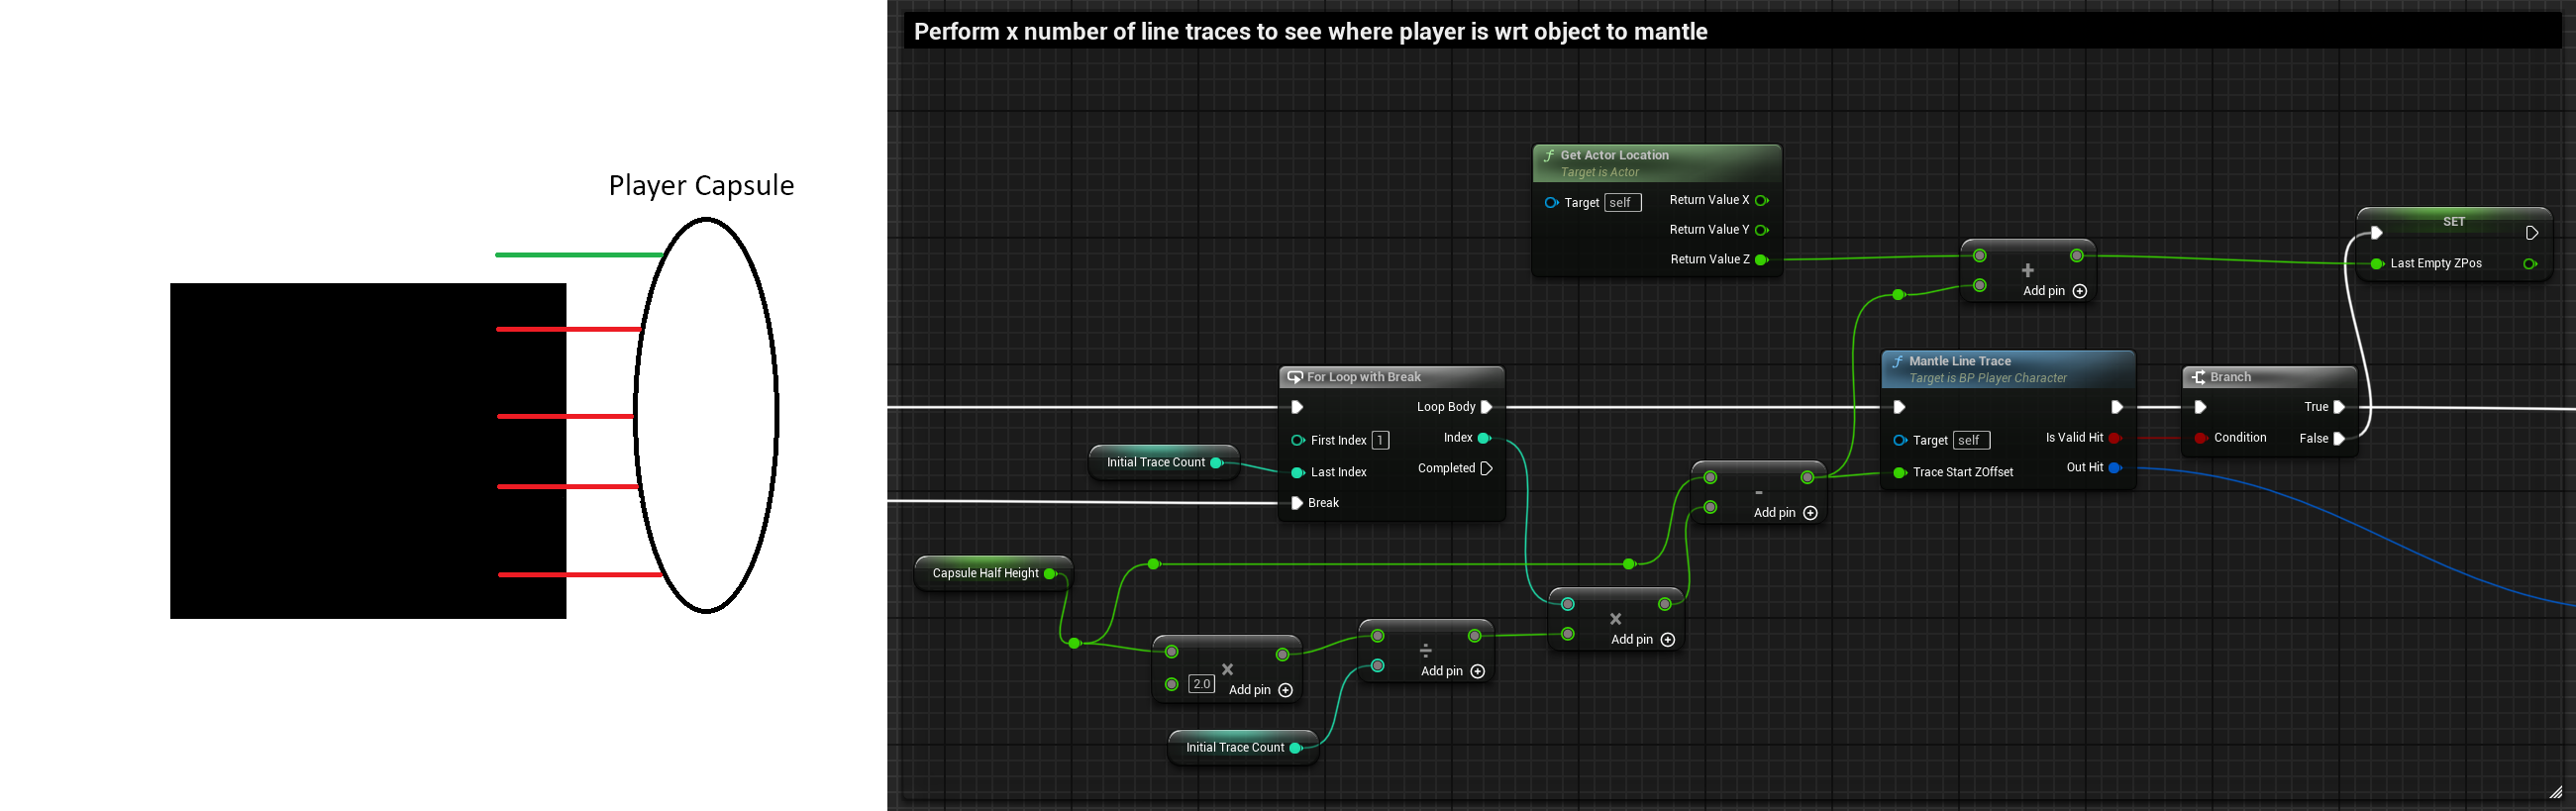 Player Capsule
Perform x number of line traces to see where player is wrt object to mantle
Get Actor Location
Target is Actor
Target self
Return Value X
Return Value Y
Return Value Z
+
Add pin
SET
Last Empty ZPos
For Loop with Break
Loop Body
First Index 1
Index
Last Index
Completed
Break
Initial Trace Count
Mantle Line Trace
Target is BP Player Character
Target self
Is Valid Hit
Trace Start ZOffset
Out Hit
Branch
True
Condition
False
-
Add pin
Capsule Half Height
×
2.0
Add pin
÷
Add pin
×
Add pin
Initial Trace Count